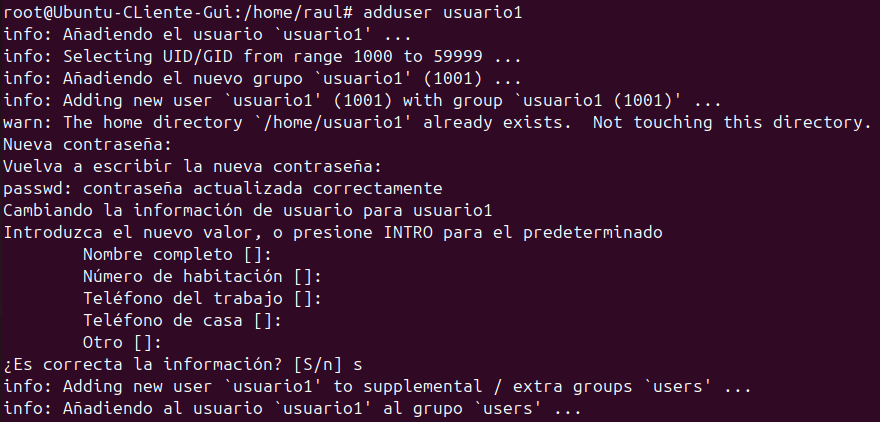 root@Ubuntu-CLiente-Gui:/home/raul# adduser usuario1
info: Añadiendo el usuario `usuario1' ...
info: Selecting UID/GID from range 1000 to 59999 ...
info: Añadiendo el nuevo grupo `usuario1' (1001) ...
info: Adding new user `usuario1' (1001) with group `usuario1 (1001)' ...
warn: The home directory `/home/usuario1' already exists.  Not touching this directory.
Nueva contraseña:
Vuelva a escribir la nueva contraseña:
passwd: contraseña actualizada correctamente
Cambiando la información de usuario para usuario1
Introduzca el nuevo valor, o presione INTRO para el predeterminado
        Nombre completo []:
        Número de habitación []:
        Teléfono del trabajo []:
        Teléfono de casa []:
        Otro []:
¿Es correcta la información? [S/n] s
info: Adding new user `usuario1' to supplemental / extra groups `users' ...
info: Añadiendo al usuario `usuario1' al grupo `users' ...